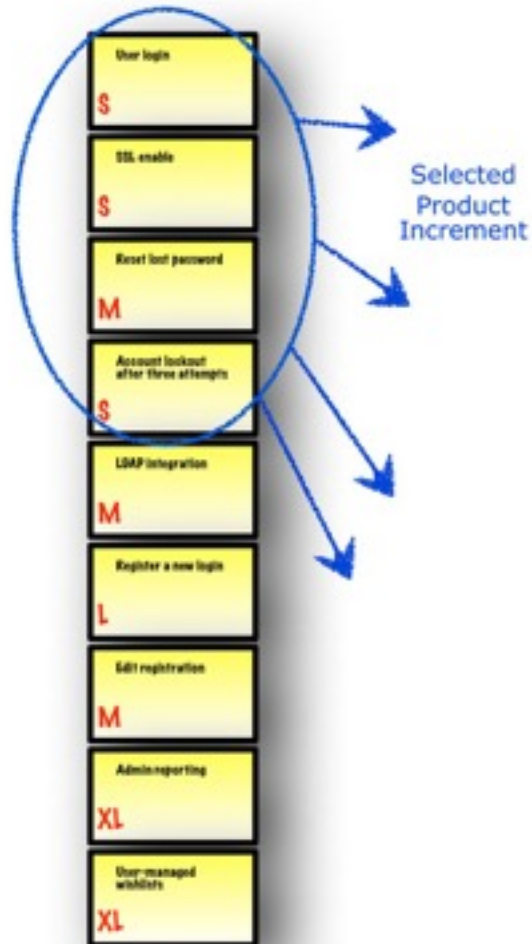 User login
S
SSL enable
S
Reset lost password
M
Account lockout
after three attempts
S
LDAP integration
M
Register a new login
L
Edit registration
M
Admin reporting
XL
User-managed
wishlists
XL
Selected
Product
Increment